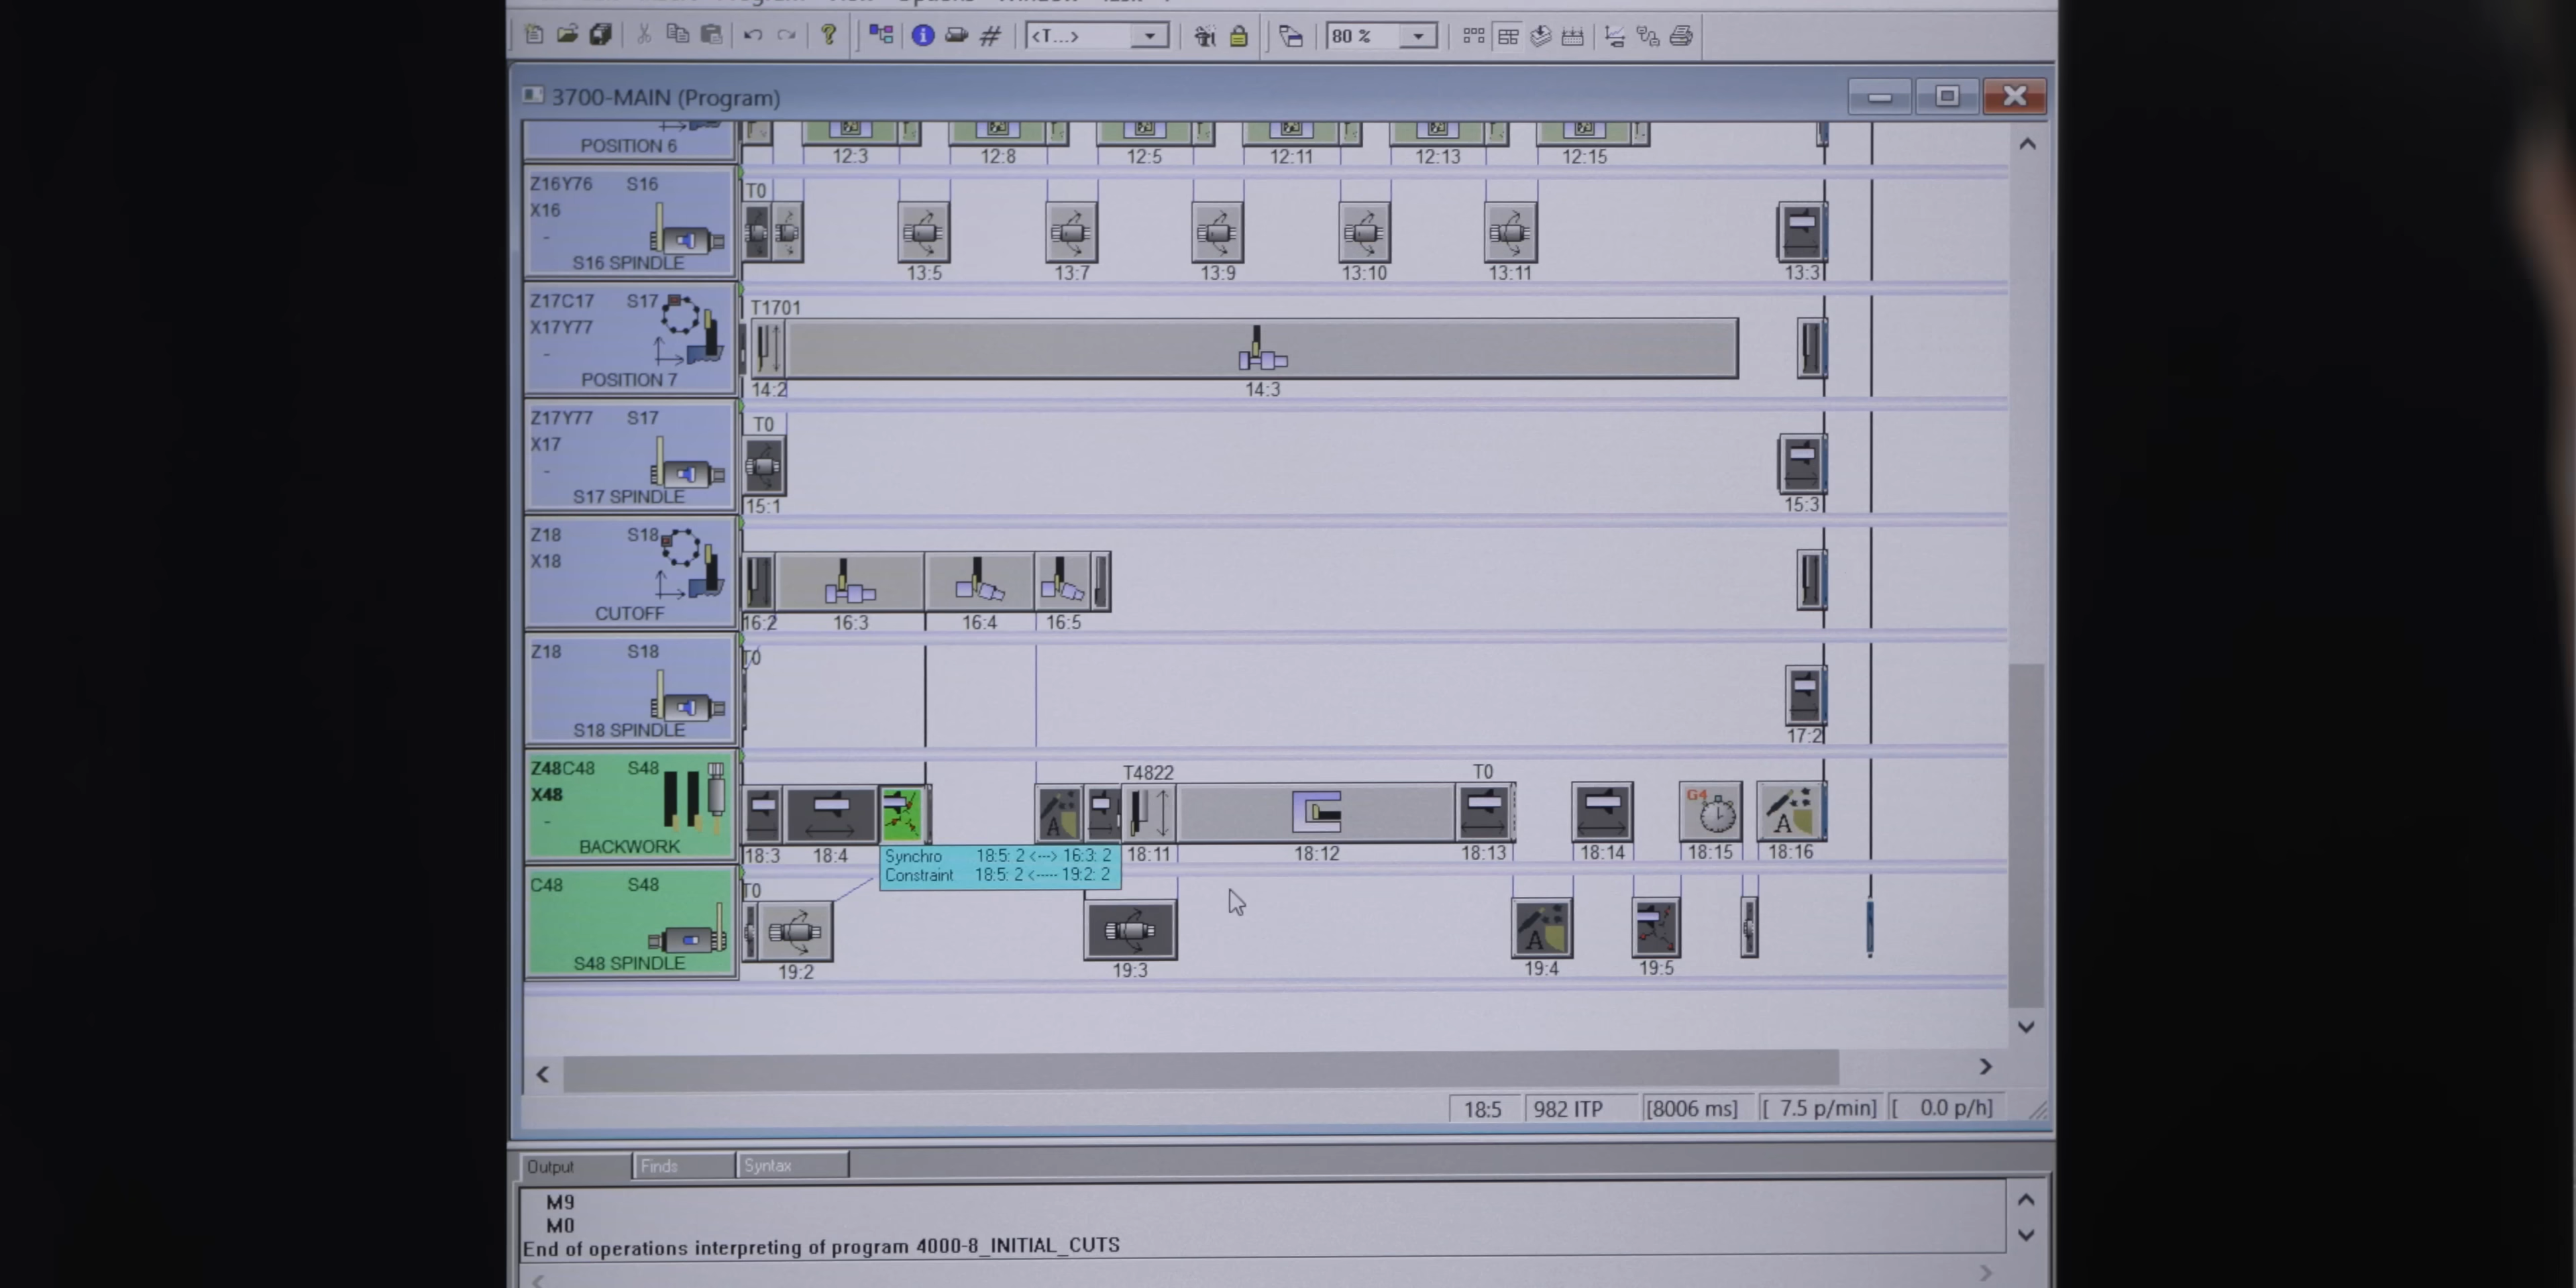 <T...>
80 %
3700-MAIN (Program)
POSITION 6
12:3 12:8 12:5 12:11 12:13 12:15
Z16Y76 S16
T0
X16
-
S16 SPINDLE
13:5 13:7 13:9 13:10 13:11 13:3
Z17C17 S17
T1701
X17Y77
-
POSITION 7
14:2 14:3
Z17Y77 S17
T0
X17
-
S17 SPINDLE
15:1 15:3
Z18 S18
X18
CUTOFF
16:2 16:3 16:4 16:5
Z18 S18
T0
S18 SPINDLE
17:2
Z48C48 S48
T4822 T0
X48
-
G4
A
A
BACKWORK
18:3 18:4 18:11 18:12 18:13 18:14 18:15 18:16
Synchro 18:5: 2 <---> 16:3: 2
Constraint 18:5: 2 <----- 19:2: 2
C48 S48
T0
A
S48 SPINDLE
19:2 19:3 19:4 19:5
18:5 982 ITP [8006 ms] [ 7.5 p/min] [ 0.0 p/h]
Output Finds Syntax
M9
M0
End of operations interpreting of program 4000-8_INITIAL_CUTS